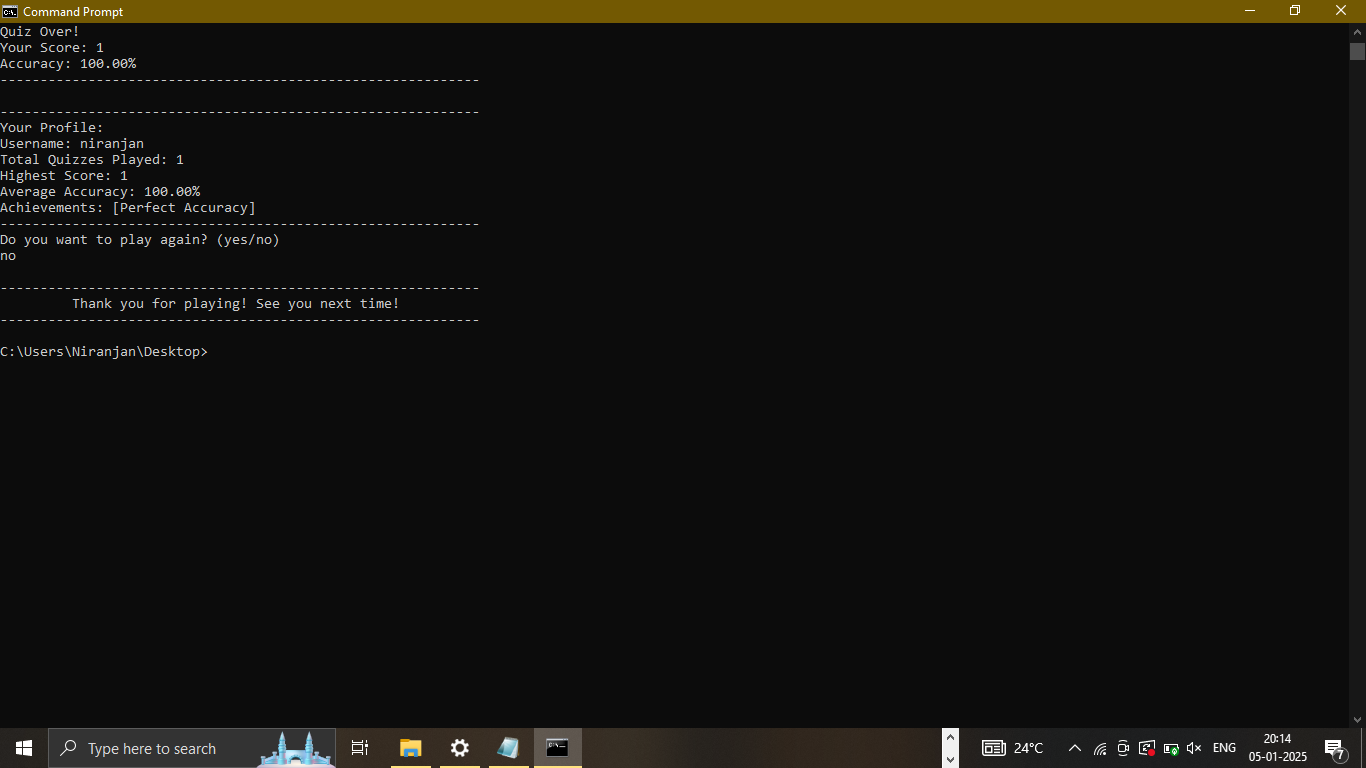 Command Prompt
Quiz Over!
Your Score: 1
Accuracy: 100.00%
------------------------------------------------------------
------------------------------------------------------------
Your Profile:
Username: niranjan
Total Quizzes Played: 1
Highest Score: 1
Average Accuracy: 100.00%
Achievements: [Perfect Accuracy]
------------------------------------------------------------
Do you want to play again? (yes/no)
no
------------------------------------------------------------
Thank you for playing! See you next time!
------------------------------------------------------------
C:\Users\Niranjan\Desktop>
Type here to search
24°C
ENG
20:14
05-01-2025
7